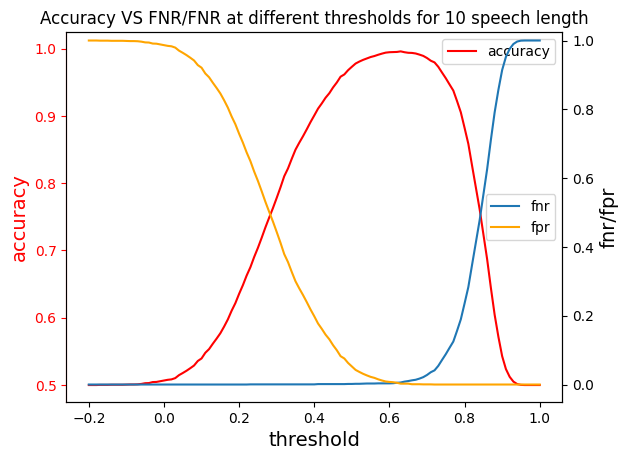 Accuracy VS FNR/FNR at different thresholds for 10 speech length
accuracy
1.0
0.9
0.8
0.7
0.6
0.5
accuracy
fnr
fpr
1.0
0.8
0.6
0.4
0.2
0.0
fnr/fpr
−0.2 0.0 0.2 0.4 0.6 0.8 1.0
threshold